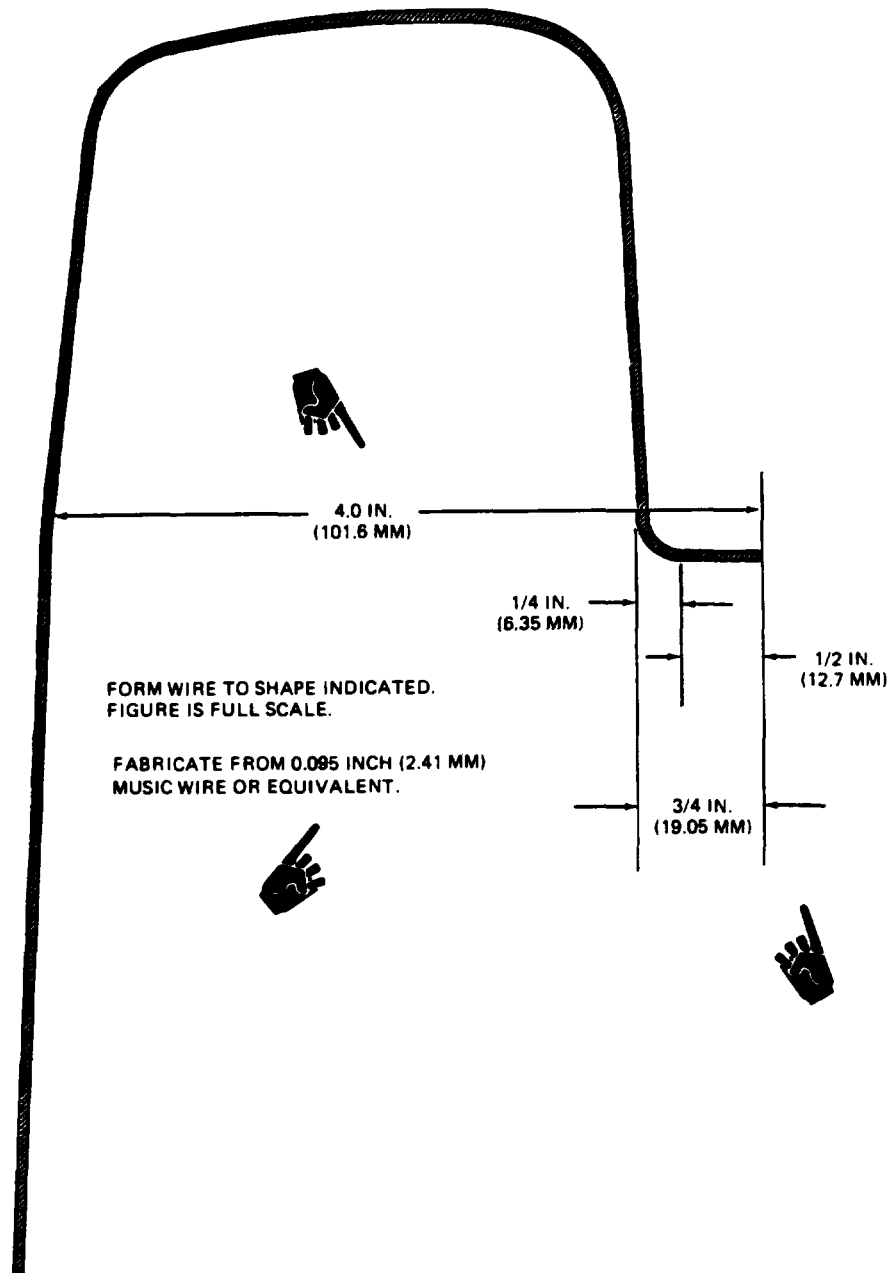 4.0 IN.
(101.6 MM)
1/4 IN.
(6.35 MM)
1/2 IN.
(12.7 MM)
FORM WIRE TO SHAPE INDICATED.
FIGURE IS FULL SCALE.
FABRICATE FROM 0.095 INCH (2.41 MM)
MUSIC WIRE OR EQUIVALENT.
3/4 IN.
(19.05 MM)